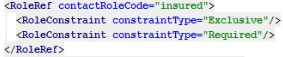 <RoleRef contactRoleCode="insured">
<RoleConstraint constraintType="Exclusive"/>
<RoleConstraint constraintType="Required"/>
</RoleRef>